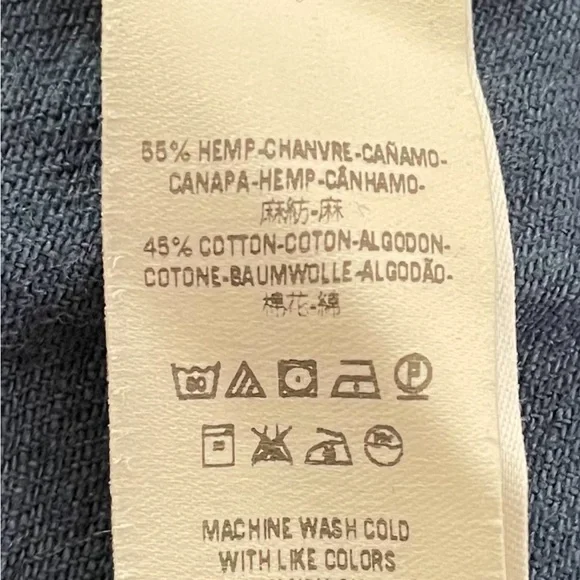 55% HEMP-CHANVRE-CAÑAMO-
CANAPA-HEMP-CÂNHAMO-
麻紡-麻
45% COTTON-COTON-ALGODON-
COTONE-BAUMWOLLE-ALGODÃO-
棉花-綿
P
MACHINE WASH COLD
WITH LIKE COLORS